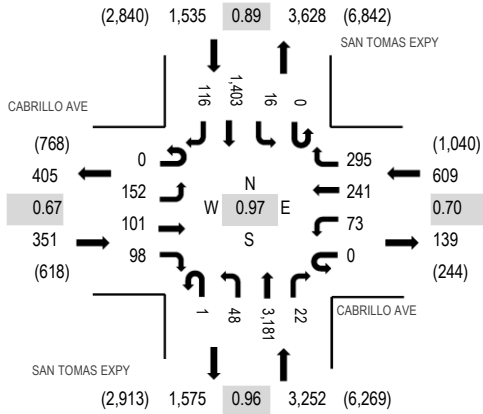 (2,840) 1,535 0.89 3,628 (6,842)
SAN TOMAS EXPY
116 1,403 16 0
CABRILLO AVE
(768) (1,040)
0 295
405 609
152 N 241
0.67 W 0.97 E 0.70
101 S 73
351 139
98 0
(618) (244)
1 48 3,181 22
CABRILLO AVE
SAN TOMAS EXPY
(2,913) 1,575 0.96 3,252 (6,269)